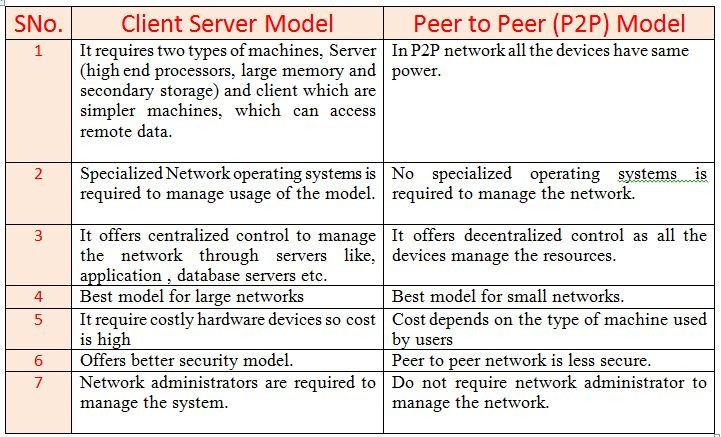 SNo. Client Server Model Peer to Peer (P2P) Model
1 It requires two types of machines, Server In P2P network all the devices have same
(high end processors, large memory and power.
secondary storage) and client which are
simpler machines, which can access
remote data.
2 Specialized Network operating systems is No specialized operating systems is
required to manage usage of the model. required to manage the network.
3 It offers centralized control to manage It offers decentralized control as all the
the network through servers like, devices manage the resources.
application , database servers etc.
4 Best model for large networks Best model for small networks.
5 It require costly hardware devices so cost Cost depends on the type of machine used
is high by users
6 Offers better security model. Peer to peer network is less secure.
7 Network administrators are required to Do not require network administrator to
manage the system. manage the network.